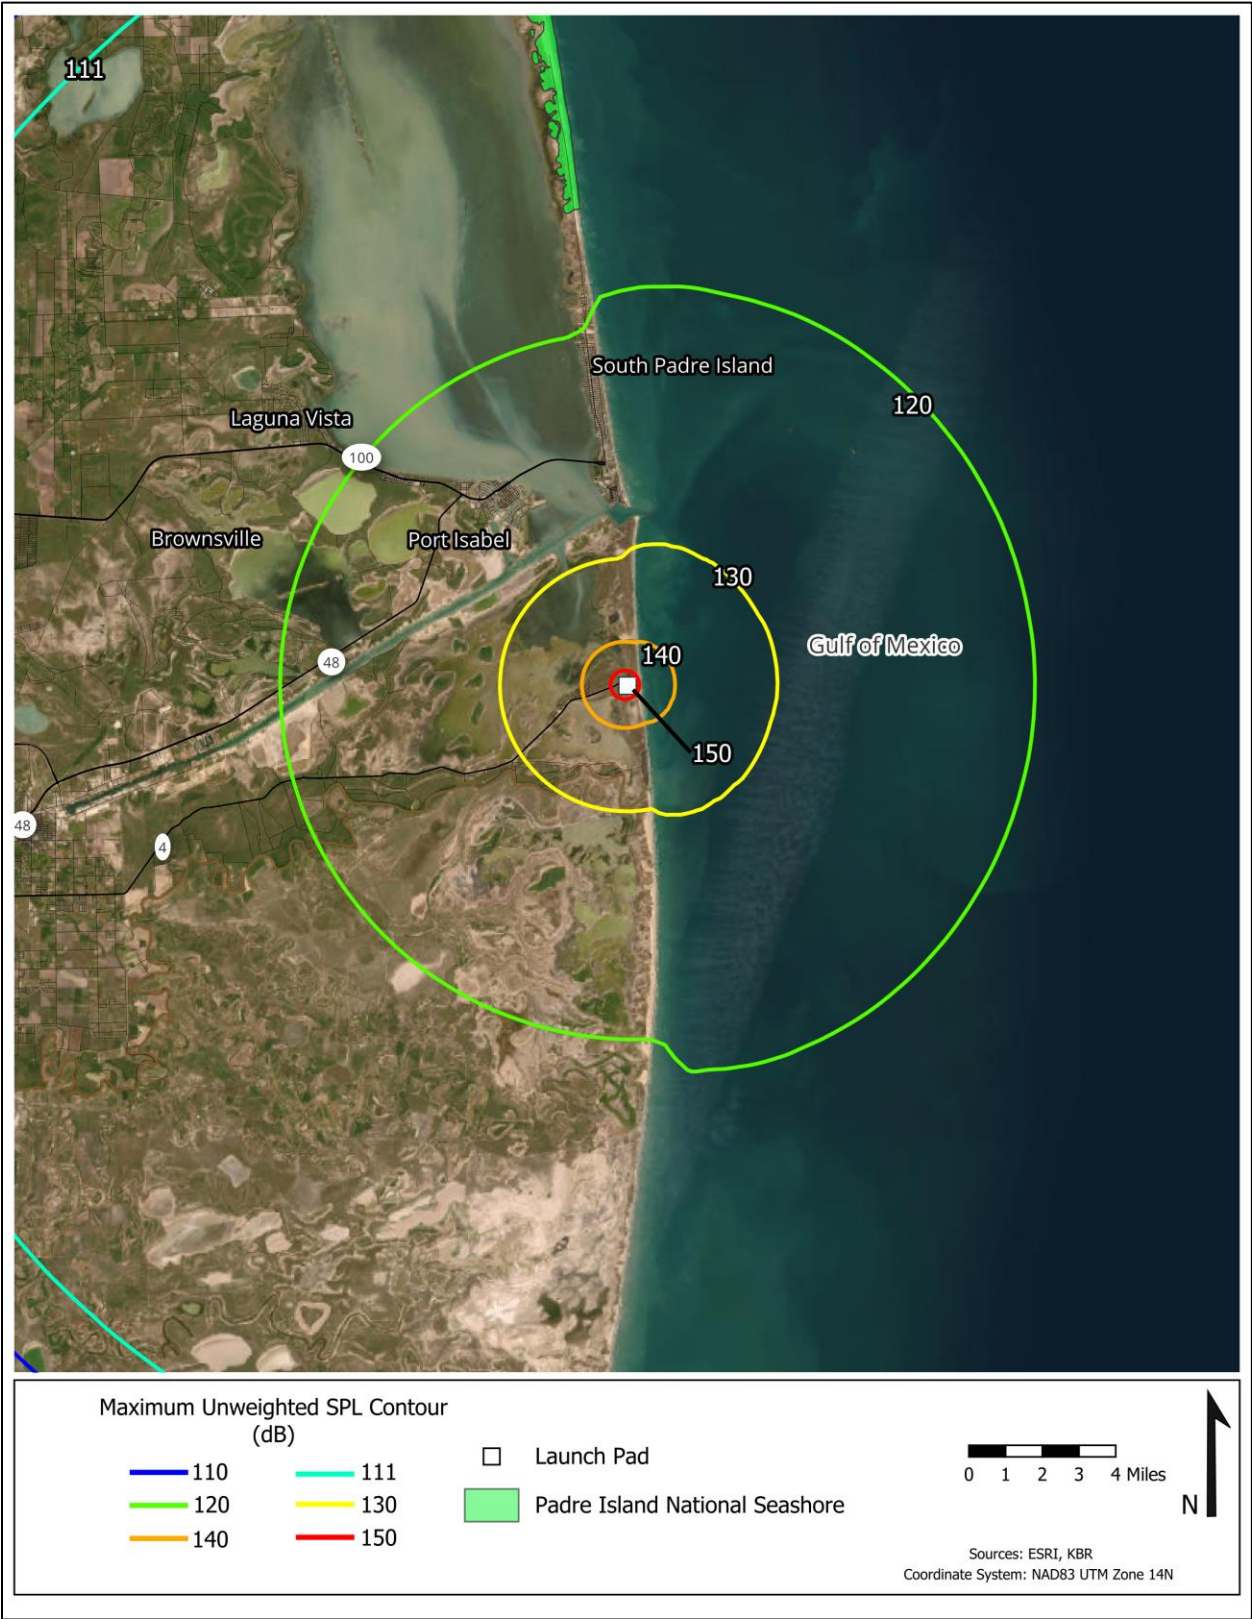 111
South Padre Island
120
Laguna Vista
100
Brownsville
Port Isabel
130
Gulf of Mexico
140
48
150
48
4
Maximum Unweighted SPL Contour
(dB)
110
111
120
130
140
150
Launch Pad
Padre Island National Seashore
0 1 2 3 4 Miles
N
Sources: ESRI, KBR
Coordinate System: NAD83 UTM Zone 14N